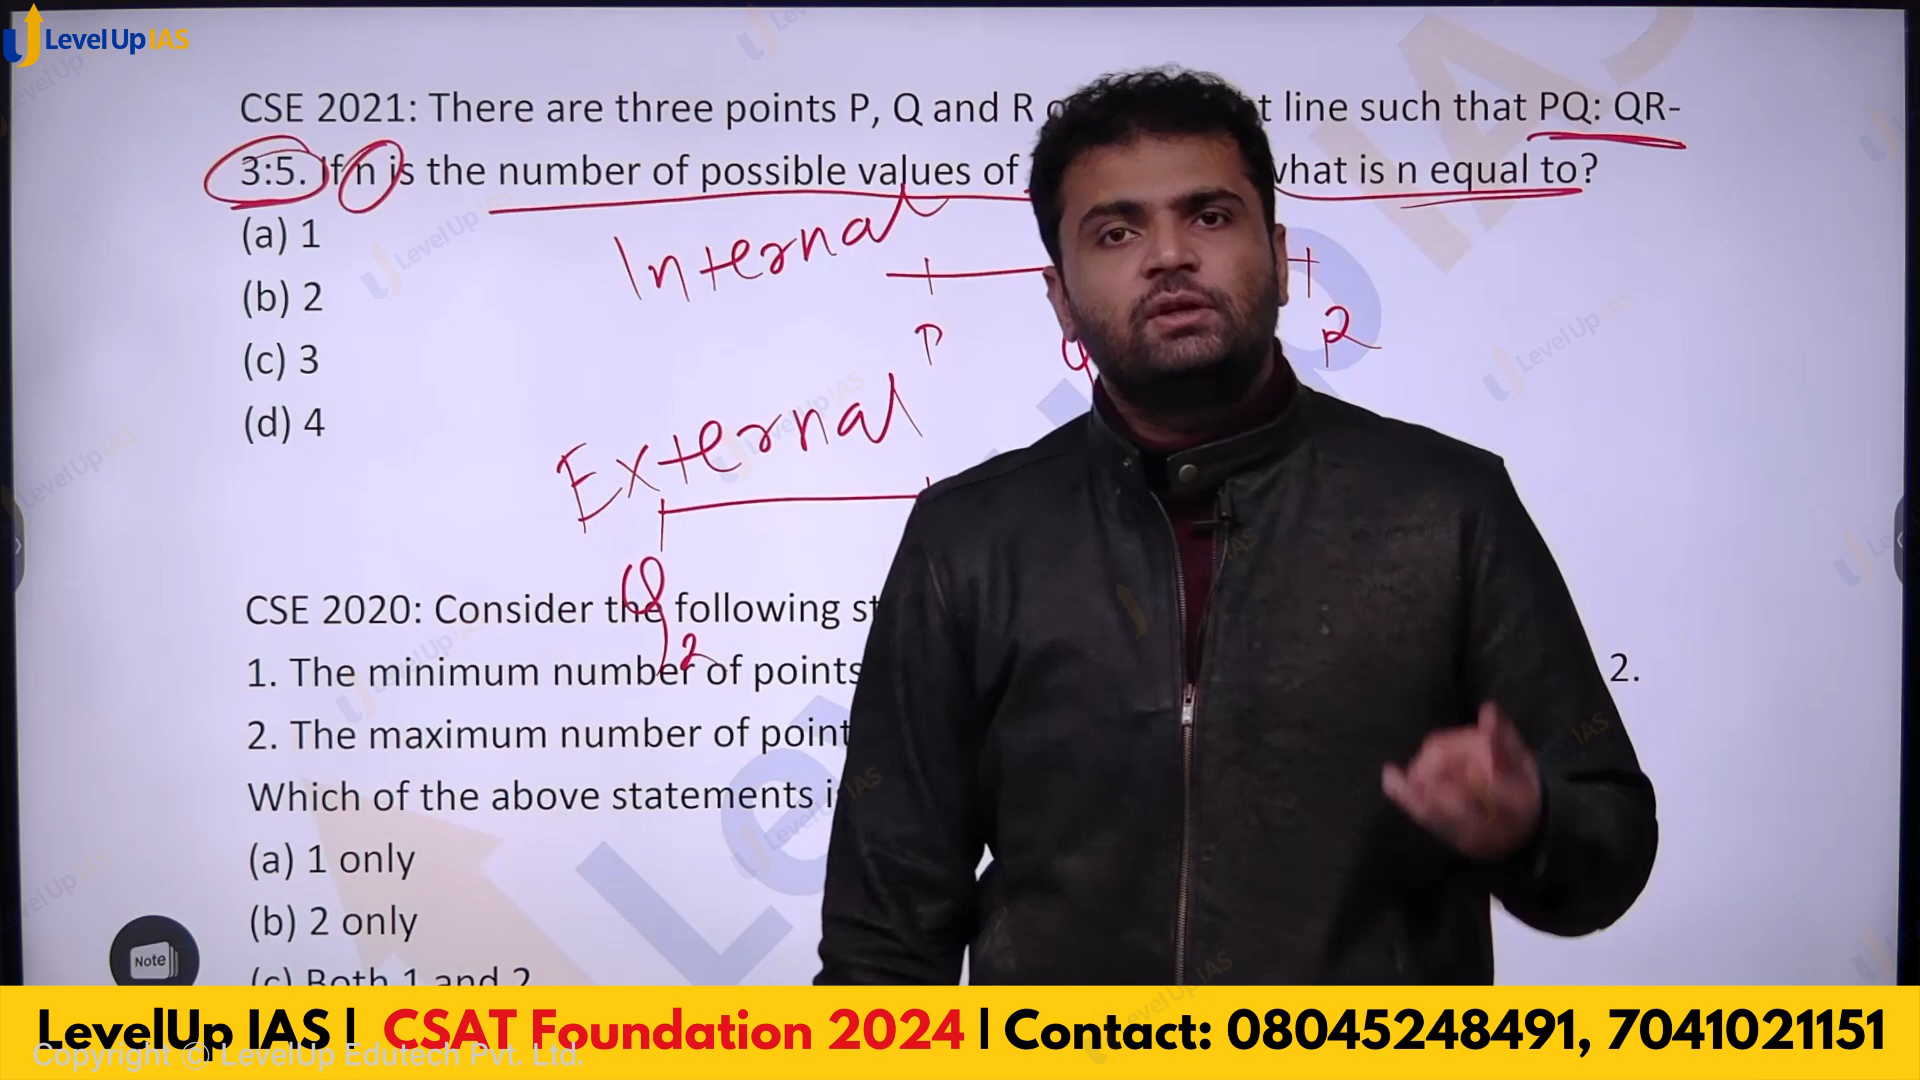 LevelUp IAS
CSE 2021: There are three points P, Q and R t line such that PQ: QR-
3:5. If n is the number of possible values of what is n equal to?
(a) 1
Internal
(b) 2
P Q R
(c) 3
External
(d) 4
Q2
CSE 2020: Consider the following
1. The minimum number of points 2.
2. The maximum number of point
Which of the above statements
(a) 1 only
(b) 2 only
Note
(c) Both 1 and 2
LevelUp IAS | CSAT Foundation 2024 | Contact: 08045248491, 7041021151
Copyright © LevelUp Edutech Pvt. Ltd.